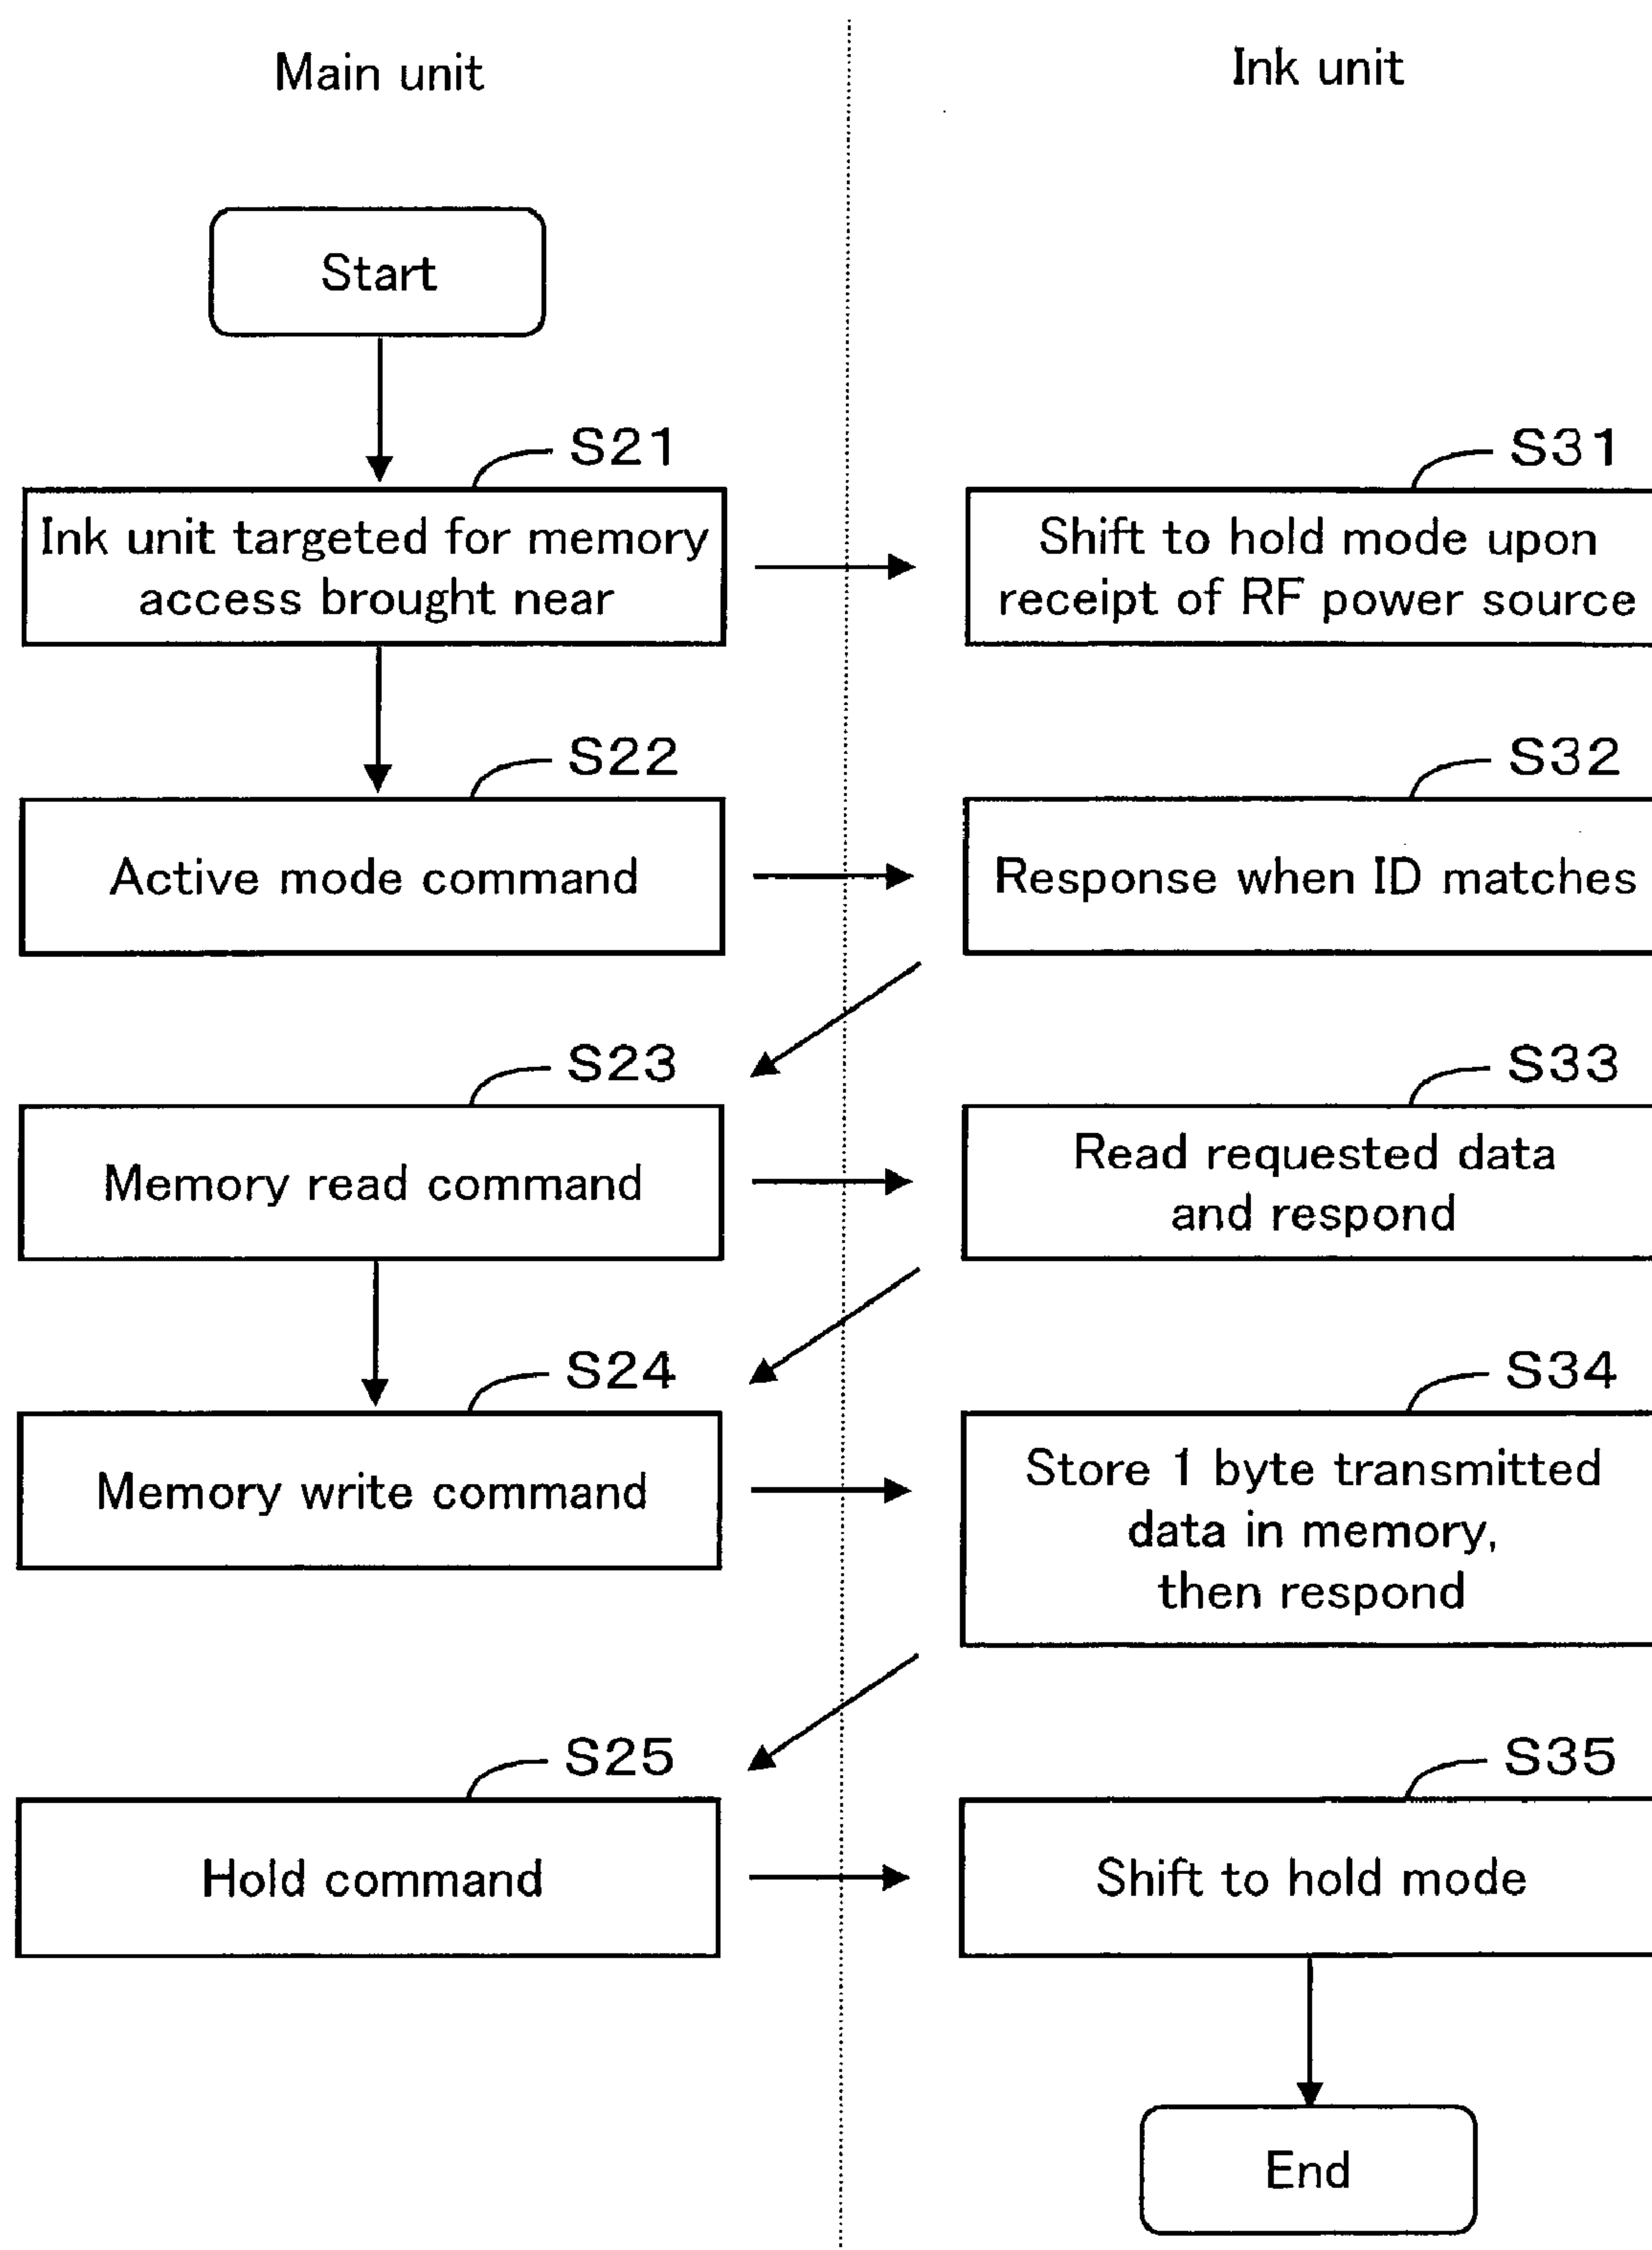 Main unit
Ink unit
Start
S21
S31
Ink unit targeted for memory
access brought near
Shift to hold mode upon
receipt of RF power source
S22
S32
Active mode command
Response when ID matches
S23
S33
Memory read command
Read requested data
and respond
S24
S34
Memory write command
Store 1 byte transmitted
data in memory,
then respond
S25
S35
Hold command
Shift to hold mode
End